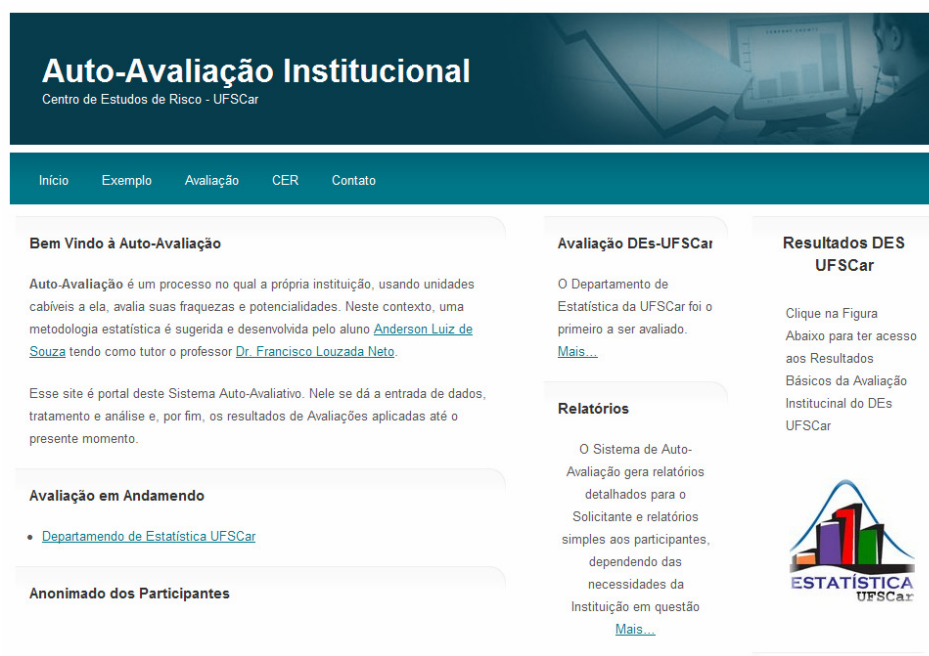 Auto-Avaliação Institucional
Centro de Estudos de Risco - UFSCar
Início Exemplo Avaliação CER Contato
Bem Vindo à Auto-Avaliação
Auto-Avaliação é um processo no qual a própria instituição, usando unidades
cabíveis a ela, avalia suas fraquezas e potencialidades. Neste contexto, uma
metodologia estatística é sugerida e desenvolvida pelo aluno Anderson Luiz de
Souza tendo como tutor o professor Dr. Francisco Louzada Neto.
Esse site é portal deste Sistema Auto-Avaliativo. Nele se dá a entrada de dados,
tratamento e análise e, por fim, os resultados de Avaliações aplicadas até o
presente momento.
Avaliação em Andamendo
Departamendo de Estatística UFSCar
Anonimado dos Participantes
Avaliação DEs-UFSCar
O Departamento de
Estatística da UFSCar foi o
primeiro a ser avaliado.
Mais...
Relatórios
O Sistema de Auto-
Avaliação gera relatórios
detalhados para o
Solicitante e relatórios
simples aos participantes,
dependendo das
necessidades da
Instituição em questão
Mais...
Resultados DES
UFSCar
Clique na Figura
Abaixo para ter acesso
aos Resultados
Básicos da Avaliação
Institucinal do DEs
UFSCar
ESTATÍSTICA
UFSCar